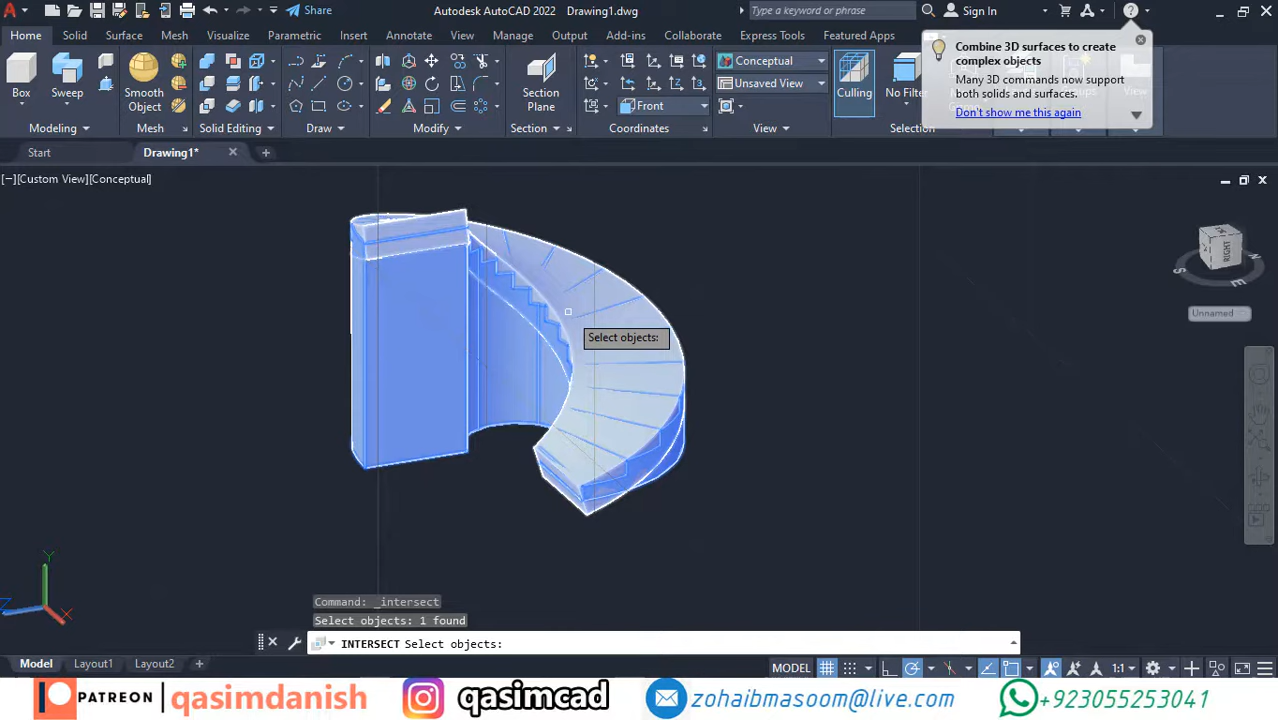 Share
Autodesk AutoCAD 2022 Drawing1.dwg
Type a keyword or phrase
Sign In
Home Solid Surface Mesh Visualize Parametric Insert Annotate View Manage Output Add-ins Collaborate Express Tools Featured Apps
Box
Sweep
Smooth Object
Section Plane
Front
Conceptual
Unsaved View
Culling
No Filter
View
Modeling Mesh Solid Editing Draw Modify Section Coordinates View Selection
Combine 3D surfaces to create
complex objects
Many 3D commands now support
both solids and surfaces.
Don't show me this again
Start Drawing1*
[−][Custom View][Conceptual]
RIGHT
S
E
N
Unnamed
Select objects:
Y
Z
X
Command: _intersect
Select objects: 1 found
INTERSECT Select objects:
Model Layout1 Layout2
MODEL
1:1
PATREON qasimdanish qasimcad zohaibmasoom@live.com +923055253041